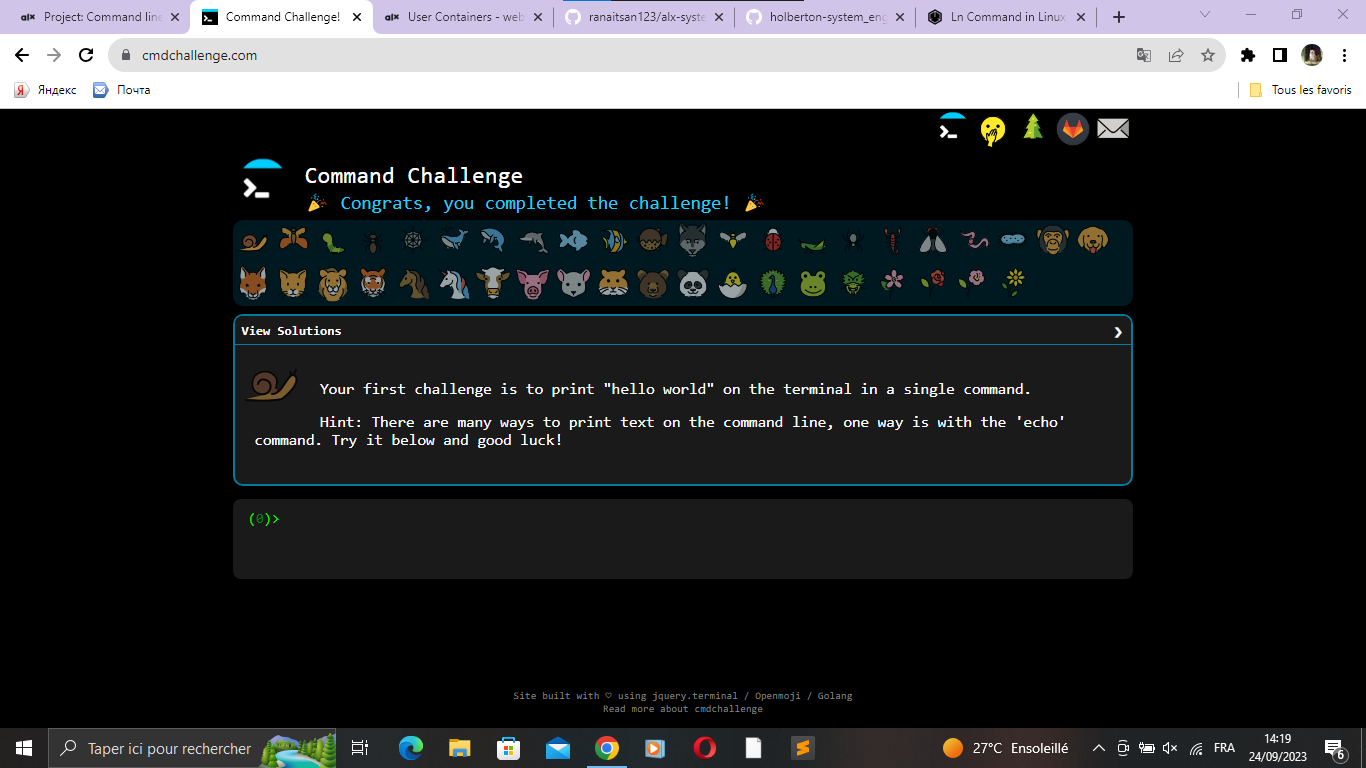 alx Project: Command line
Command Challenge!
alx User Containers - web
ranaitsan123/alx-syste
holberton-system_eng
Ln Command in Linux
cmdchallenge.com
Яндекс
Почта
Tous les favoris
Command Challenge
Congrats, you completed the challenge!
View Solutions
Your first challenge is to print "hello world" on the terminal in a single command.
Hint: There are many ways to print text on the command line, one way is with the 'echo'
command. Try it below and good luck!
(0)>
Site built with ♡ using jquery.terminal / Openmoji / Golang
Read more about cmdchallenge
Taper ici pour rechercher
27°C Ensoleillé
FRA
14:19
24/09/2023
6